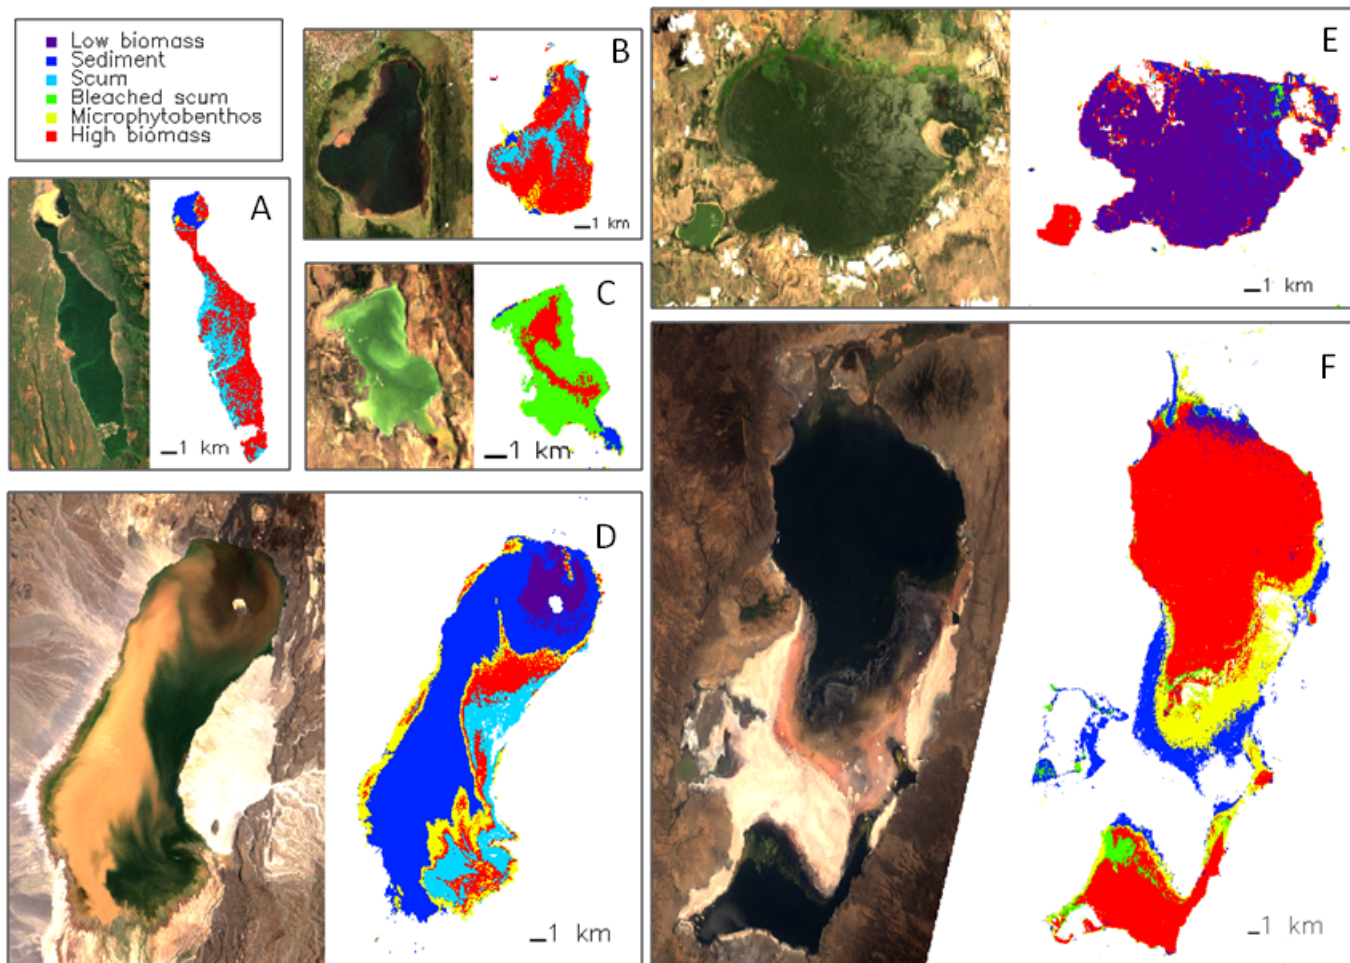 Low biomass
Sediment
Scum
Bleached scum
Microphytobenthos
High biomass
A
1 km
B
1 km
C
1 km
D
1 km
E
1 km
F
1 km